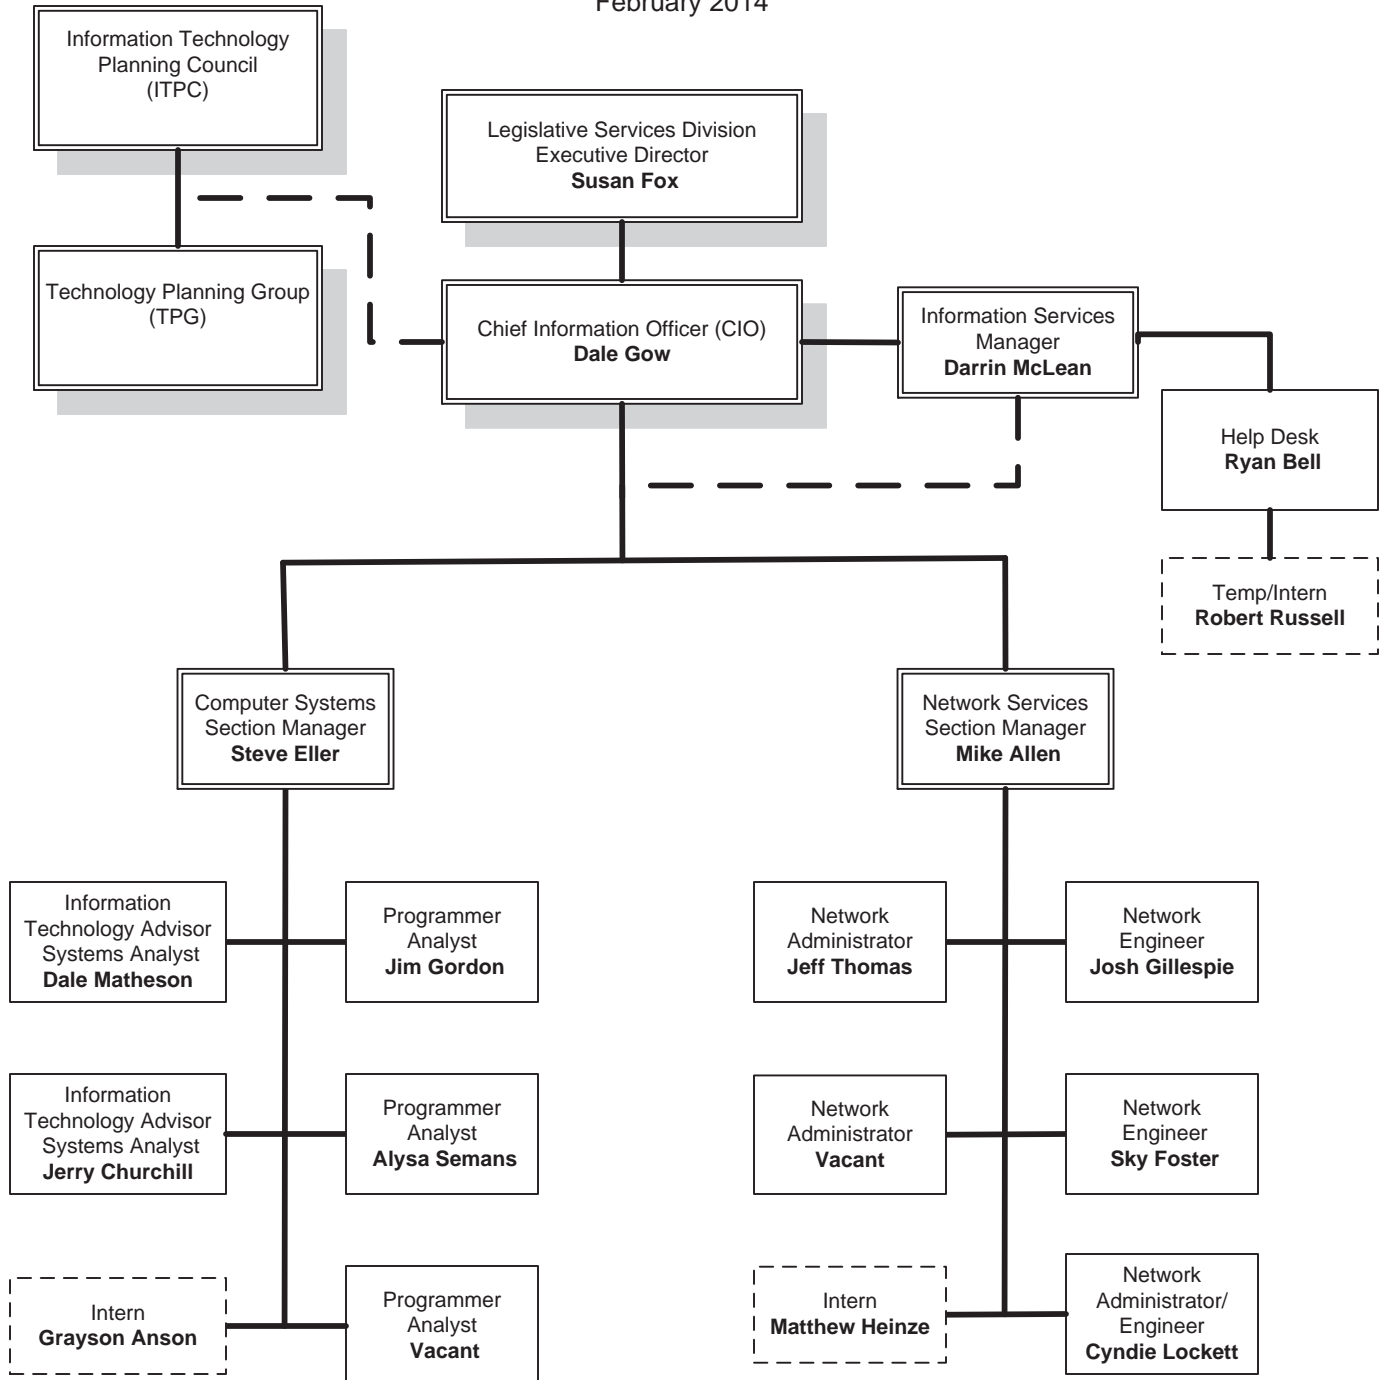 February 2014
Information Technology
Planning Council
(ITPC)
Legislative Services Division
Executive Director
Susan Fox
Technology Planning Group
(TPG)
Chief Information Officer (CIO)
Dale Gow
Information Services
Manager
Darrin McLean
Help Desk
Ryan Bell
Temp/Intern
Robert Russell
Computer Systems
Section Manager
Steve Eller
Network Services
Section Manager
Mike Allen
Information
Technology Advisor
Systems Analyst
Dale Matheson
Programmer
Analyst
Jim Gordon
Network
Administrator
Jeff Thomas
Network
Engineer
Josh Gillespie
Information
Technology Advisor
Systems Analyst
Jerry Churchill
Programmer
Analyst
Alysa Semans
Network
Administrator
Vacant
Network
Engineer
Sky Foster
Intern
Grayson Anson
Programmer
Analyst
Vacant
Intern
Matthew Heinze
Network
Administrator/
Engineer
Cyndie Lockett